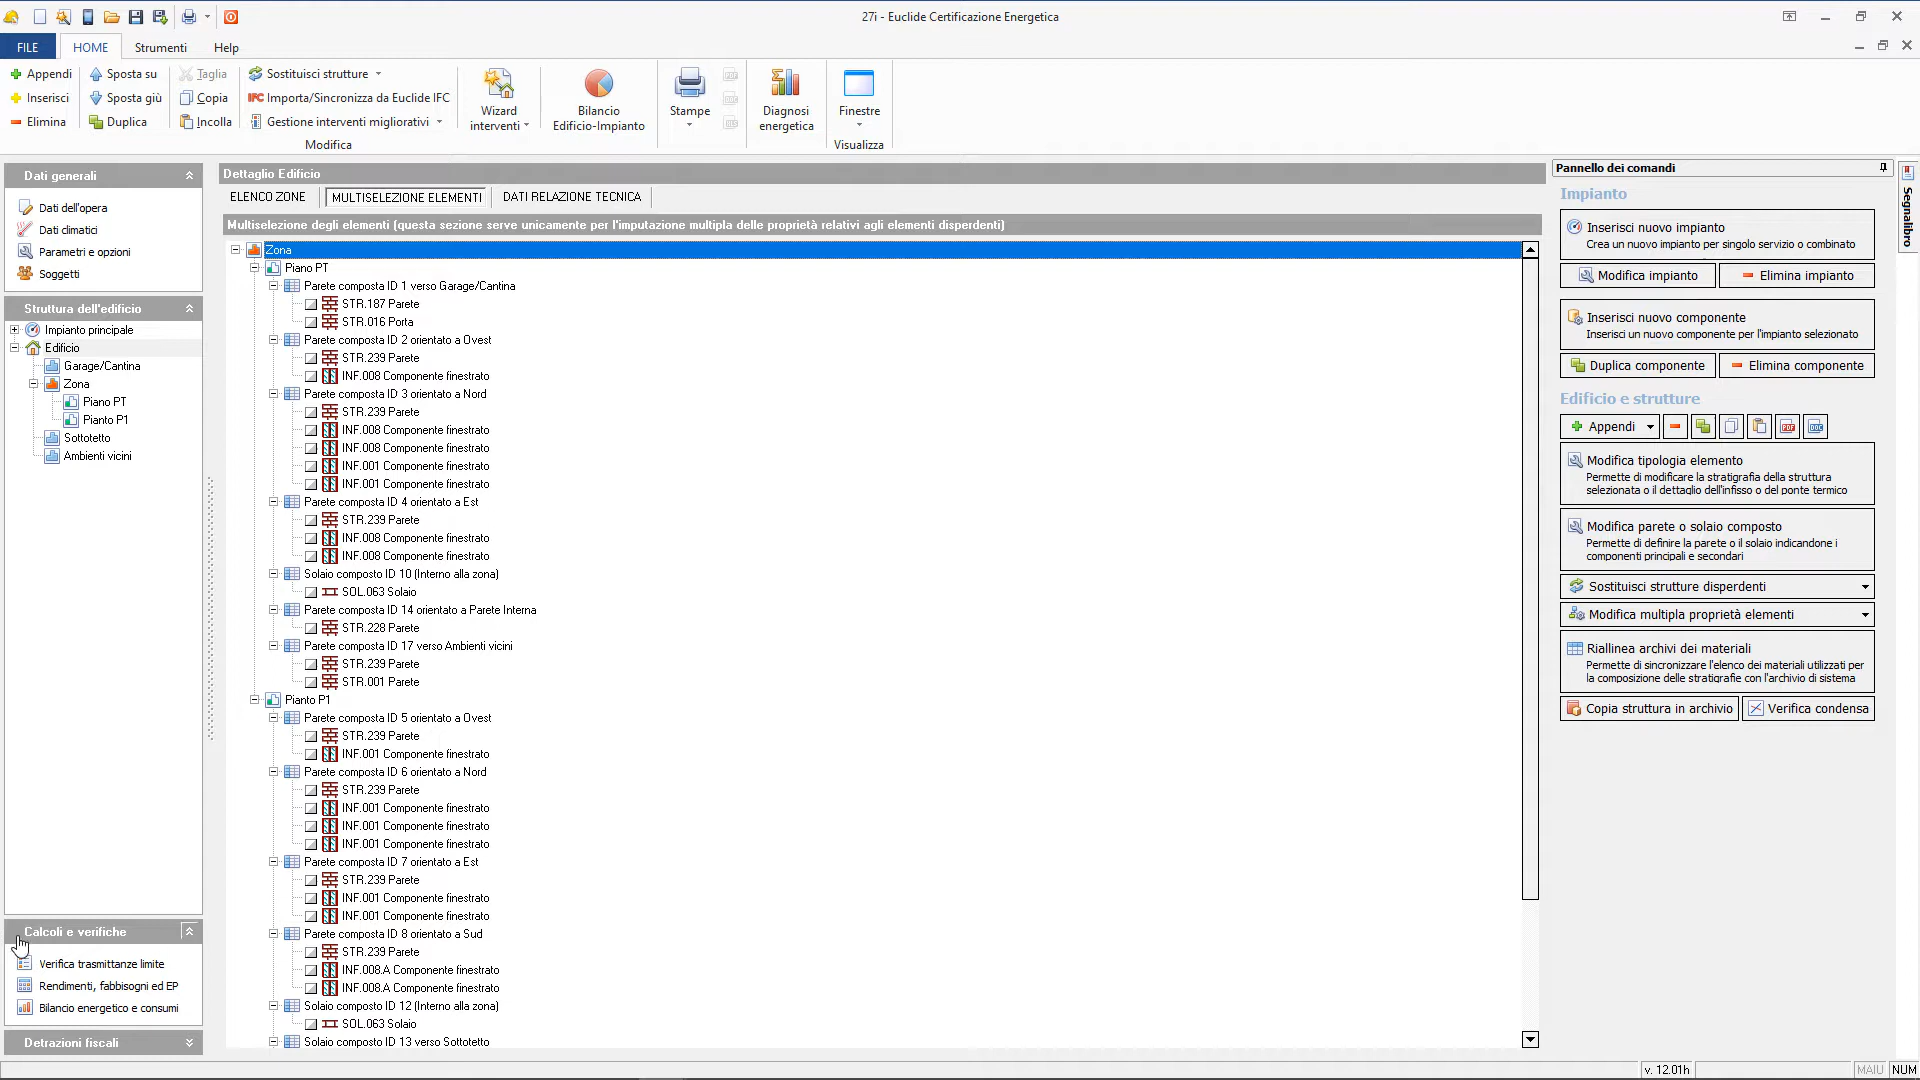 27i - Euclide Certificazione Energetica
FILE
HOME
Strumenti
Help
Appendi
Inserisci
Elimina
Sposta su
Sposta giù
Duplica
Taglia
Copia
Incolla
Sostituisci strutture
IFC Importa/Sincronizza da Euclide IFC
Gestione interventi migliorativi
Modifica
Wizard
interventi
Bilancio
Edificio-Impianto
Stampe
Diagnosi
energetica
Finestre
Visualizza
Dati generali
Dati dell'opera
Dati climatici
Parametri e opzioni
Soggetti
Struttura dell'edificio
Impianto principale
Edificio
Garage/Cantina
Zona
Piano PT
Pianto P1
Sottotetto
Ambienti vicini
Calcoli e verifiche
Verifica trasmittanze limite
Rendimenti, fabbisogni ed EP
Bilancio energetico e consumi
Detrazioni fiscali
Dettaglio Edificio
ELENCO ZONE
MULTISELEZIONE ELEMENTI
DATI RELAZIONE TECNICA
Multiselezione degli elementi (questa sezione serve unicamente per l'imputazione multipla delle proprietà relativi agli elementi disperdenti)
Zona
Piano PT
Parete composta ID 1 verso Garage/Cantina
STR.187 Parete
STR.016 Porta
Parete composta ID 2 orientato a Ovest
STR.239 Parete
INF.008 Componente finestrato
Parete composta ID 3 orientato a Nord
STR.239 Parete
INF.008 Componente finestrato
INF.008 Componente finestrato
INF.001 Componente finestrato
INF.001 Componente finestrato
Parete composta ID 4 orientato a Est
STR.239 Parete
INF.008 Componente finestrato
INF.008 Componente finestrato
Solaio composto ID 10 (Interno alla zona)
SOL.063 Solaio
Parete composta ID 14 orientato a Parete Interna
STR.228 Parete
Parete composta ID 17 verso Ambienti vicini
STR.239 Parete
STR.001 Parete
Pianto P1
Parete composta ID 5 orientato a Ovest
STR.239 Parete
INF.001 Componente finestrato
Parete composta ID 6 orientato a Nord
STR.239 Parete
INF.001 Componente finestrato
INF.001 Componente finestrato
INF.001 Componente finestrato
Parete composta ID 7 orientato a Est
STR.239 Parete
INF.001 Componente finestrato
INF.001 Componente finestrato
Parete composta ID 8 orientato a Sud
STR.239 Parete
INF.008.A Componente finestrato
INF.008.A Componente finestrato
Solaio composto ID 12 (Interno alla zona)
SOL.063 Solaio
Solaio composto ID 13 verso Sottotetto
Pannello dei comandi
Impianto
Inserisci nuovo impianto
Crea un nuovo impianto per singolo servizio o combinato
Modifica impianto
Elimina impianto
Inserisci nuovo componente
Inserisci un nuovo componente per l'impianto selezionato
Duplica componente
Elimina componente
Edificio e strutture
Appendi
PDF
DOC
Modifica tipologia elemento
Permette di modificare la stratigrafia della struttura
selezionata o il dettaglio dell'infisso o del ponte termico
Modifica parete o solaio composto
Permette di definire la parete o il solaio indicandone i
componenti principali e secondari
Sostituisci strutture disperdenti
Modifica multipla proprietà elementi
Riallinea archivi dei materiali
Permette di sincronizzare l'elenco dei materiali utilizzati per
la composizione delle stratigrafie con l'archivio di sistema
Copia struttura in archivio
Verifica condensa
Segnalibro
v. 12.01h
MAIU
NUM